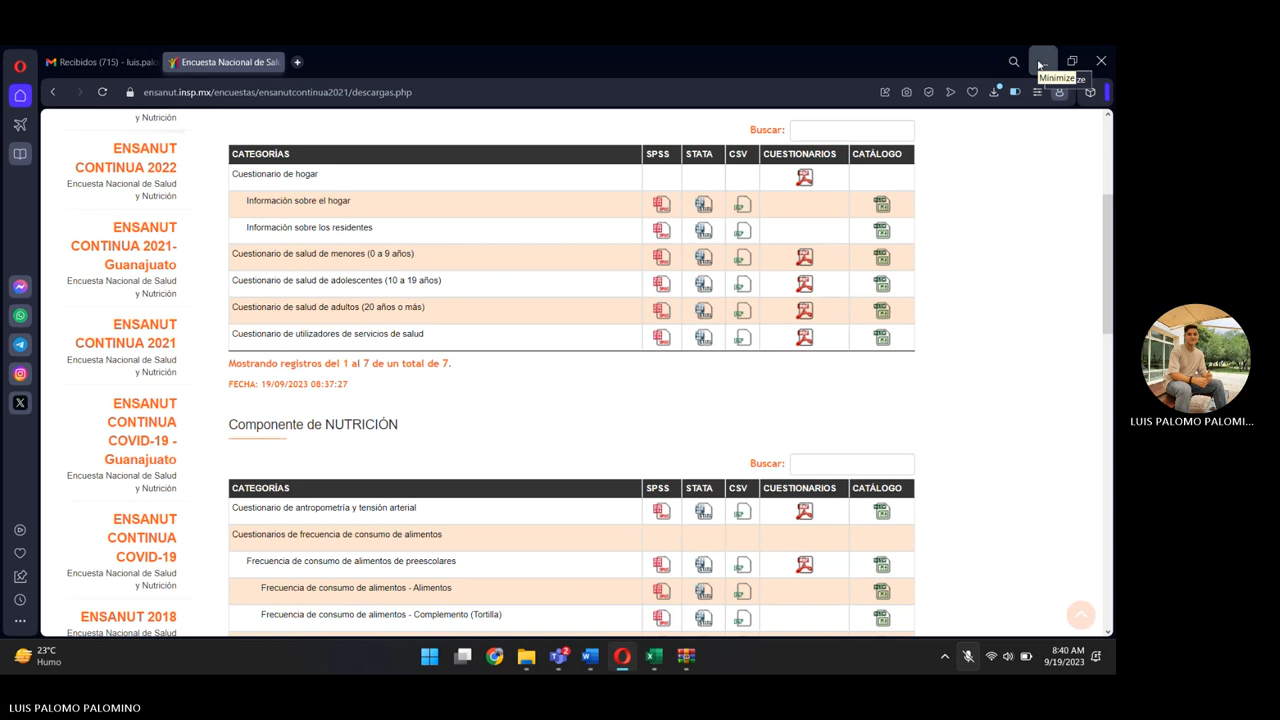 Recibidos (715) - luis.palo
Encuesta Nacional de Sal
Minimize
ensanut.insp.mx/encuestas/ensanutcontinua2021/descargas.php
y Nutrición
ENSANUT
CONTINUA 2022
Encuesta Nacional de Salud
y Nutrición
ENSANUT
CONTINUA 2021-
Guanajuato
Encuesta Nacional de Salud
y Nutrición
ENSANUT
CONTINUA 2021
Encuesta Nacional de Salud
y Nutrición
ENSANUT
CONTINUA
COVID-19 -
Guanajuato
Encuesta Nacional de Salud
y Nutrición
ENSANUT
CONTINUA
COVID-19
Encuesta Nacional de Salud
y Nutrición
ENSANUT 2018
Encuesta Nacional de Salud
Buscar:
CATEGORÍAS SPSS STATA CSV CUESTIONARIOS CATÁLOGO
Cuestionario de hogar
Información sobre el hogar
Información sobre los residentes
Cuestionario de salud de menores (0 a 9 años)
Cuestionario de salud de adolescentes (10 a 19 años)
Cuestionario de salud de adultos (20 años o más)
Cuestionario de utilizadores de servicios de salud
Mostrando registros del 1 al 7 de un total de 7.
FECHA: 19/09/2023 08:37:27
Componente de NUTRICIÓN
Buscar:
CATEGORÍAS SPSS STATA CSV CUESTIONARIOS CATÁLOGO
Cuestionario de antropometría y tensión arterial
Cuestionarios de frecuencia de consumo de alimentos
Frecuencia de consumo de alimentos de preescolares
Frecuencia de consumo de alimentos - Alimentos
Frecuencia de consumo de alimentos - Complemento (Tortilla)
LUIS PALOMO PALOMI...
23°C
Humo
2
8:40 AM
9/19/2023
LUIS PALOMO PALOMINO